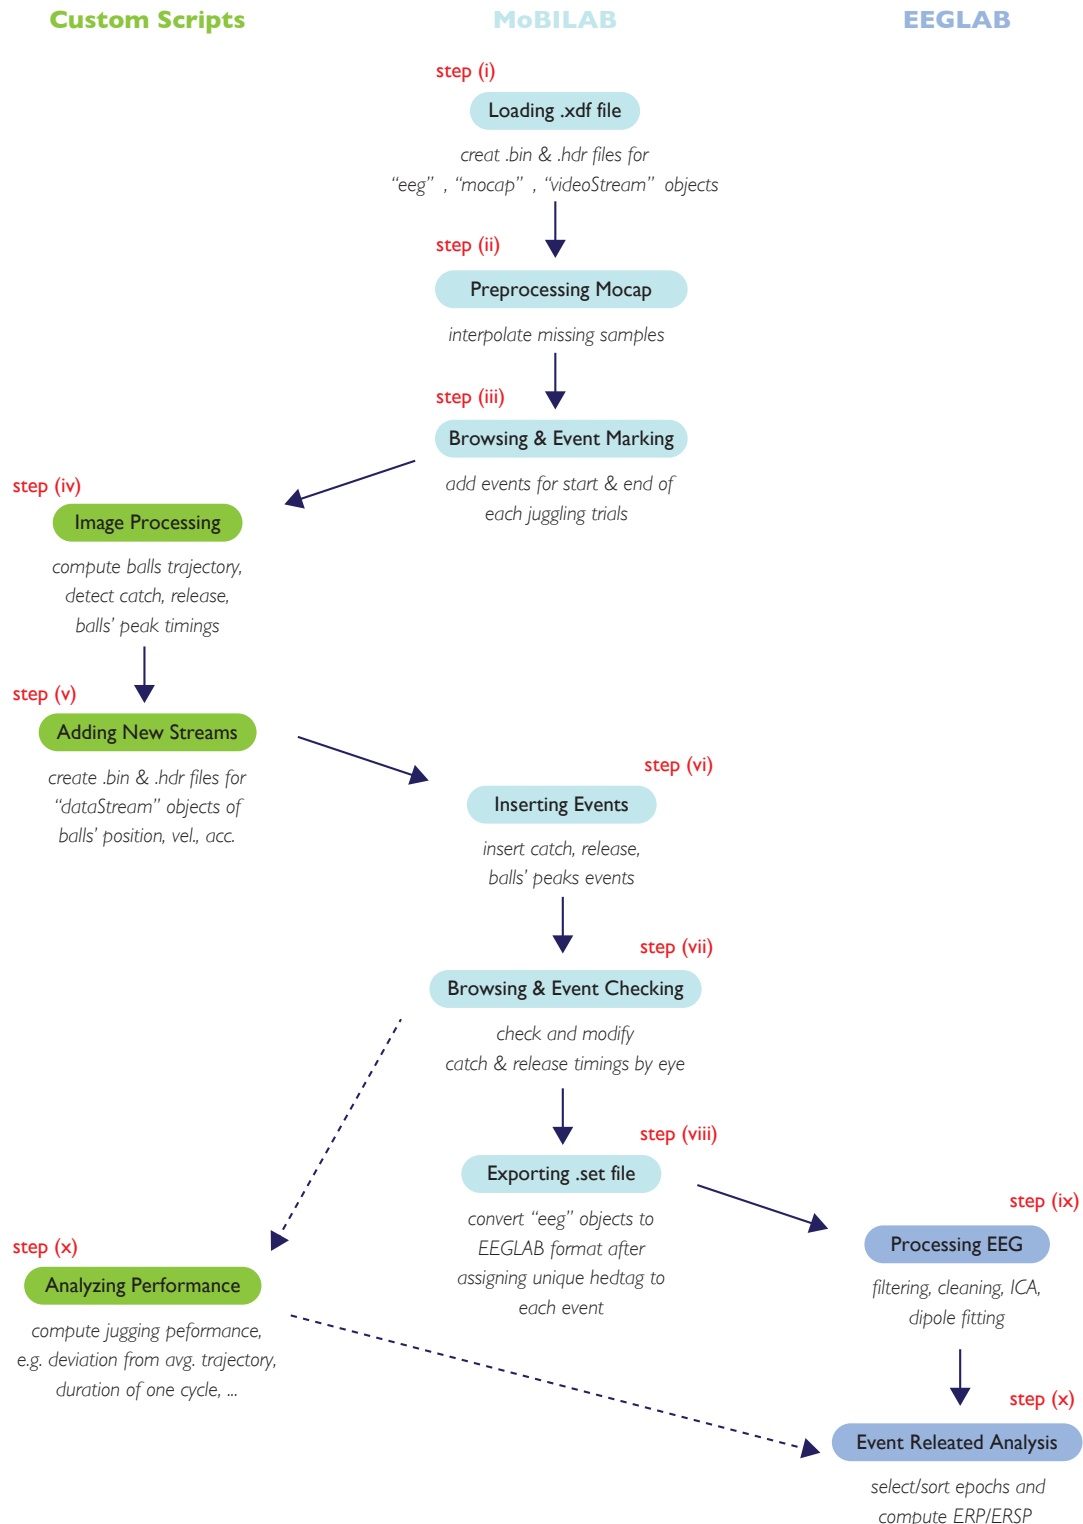 Custom Scripts
MoBILAB
EEGLAB
step (i)
Loading .xdf file
creat .bin & .hdr files for
“eeg” , “mocap” , “videoStream” objects
step (ii)
Preprocessing Mocap
interpolate missing samples
step (iii)
Browsing & Event Marking
add events for start & end of
each juggling trials
step (iv)
Image Processing
compute balls trajectory,
detect catch, release,
balls’ peak timings
step (v)
Adding New Streams
create .bin & .hdr files for
“dataStream” objects of
balls’ position, vel., acc.
step (vi)
Inserting Events
insert catch, release,
balls’ peaks events
step (vii)
Browsing & Event Checking
check and modify
catch & release timings by eye
step (viii)
Exporting .set file
convert “eeg” objects to
EEGLAB format after
assigning unique hedtag to
each event
step (ix)
Processing EEG
filtering, cleaning, ICA,
dipole fitting
step (x)
Analyzing Performance
compute jugging peformance,
e.g. deviation from avg. trajectory,
duration of one cycle, ...
step (x)
Event Releated Analysis
select/sort epochs and
compute ERP/ERSP